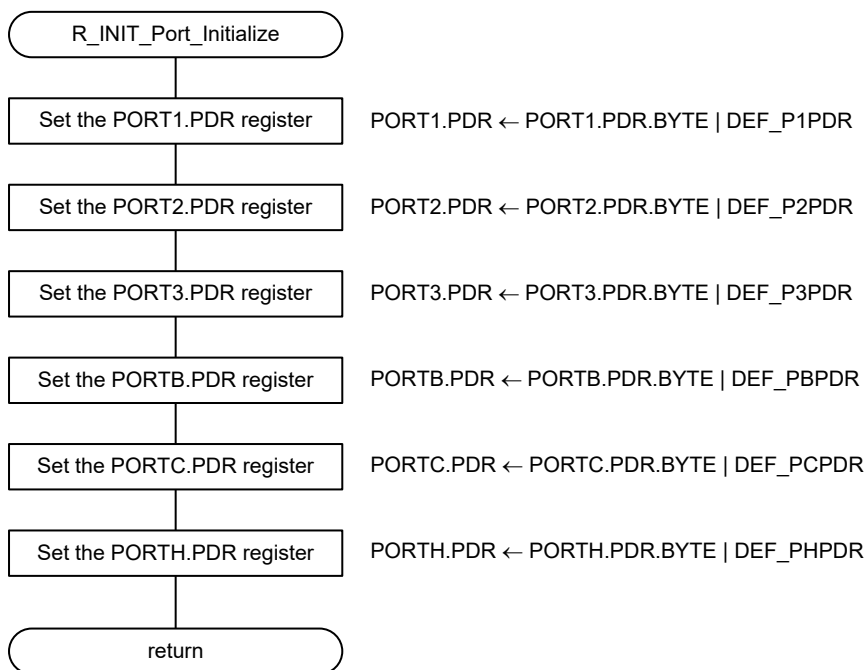 R_INIT_Port_Initialize
Set the PORT1.PDR register PORT1.PDR ← PORT1.PDR.BYTE | DEF_P1PDR
Set the PORT2.PDR register PORT2.PDR ← PORT2.PDR.BYTE | DEF_P2PDR
Set the PORT3.PDR register PORT3.PDR ← PORT3.PDR.BYTE | DEF_P3PDR
Set the PORTB.PDR register PORTB.PDR ← PORTB.PDR.BYTE | DEF_PBPDR
Set the PORTC.PDR register PORTC.PDR ← PORTC.PDR.BYTE | DEF_PCPDR
Set the PORTH.PDR register PORTH.PDR ← PORTH.PDR.BYTE | DEF_PHPDR
return